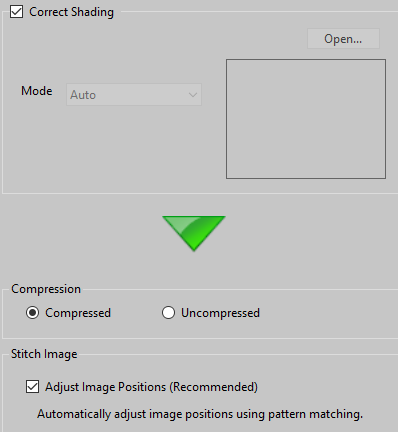 Correct Shading
Open...
Mode Auto
Compression
Compressed Uncompressed
Stitch Image
Adjust Image Positions (Recommended)
Automatically adjust image positions using pattern matching.